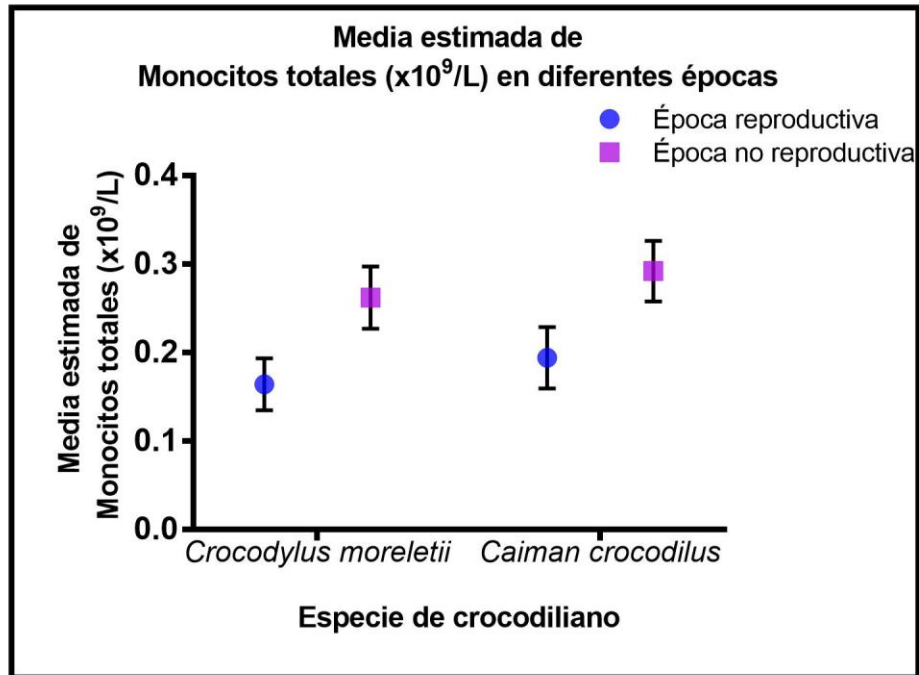 Media estimada de
Monocitos totales (x10⁹/L) en diferentes épocas
Época reproductiva
Época no reproductiva
Media estimada de
Monocitos totales (x10⁹/L)
0.4
0.3
0.2
0.1
0.0
Crocodylus moreletii
Caiman crocodilus
Especie de crocodiliano